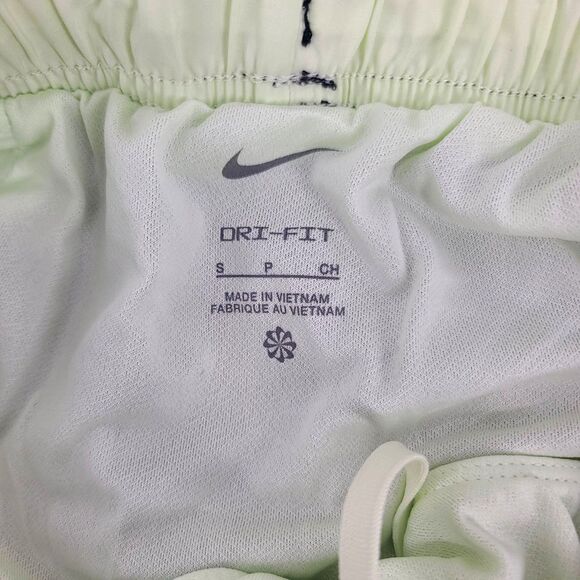 DRI-FIT
S P CH
MADE IN VIETNAM
FABRIQUE AU VIETNAM